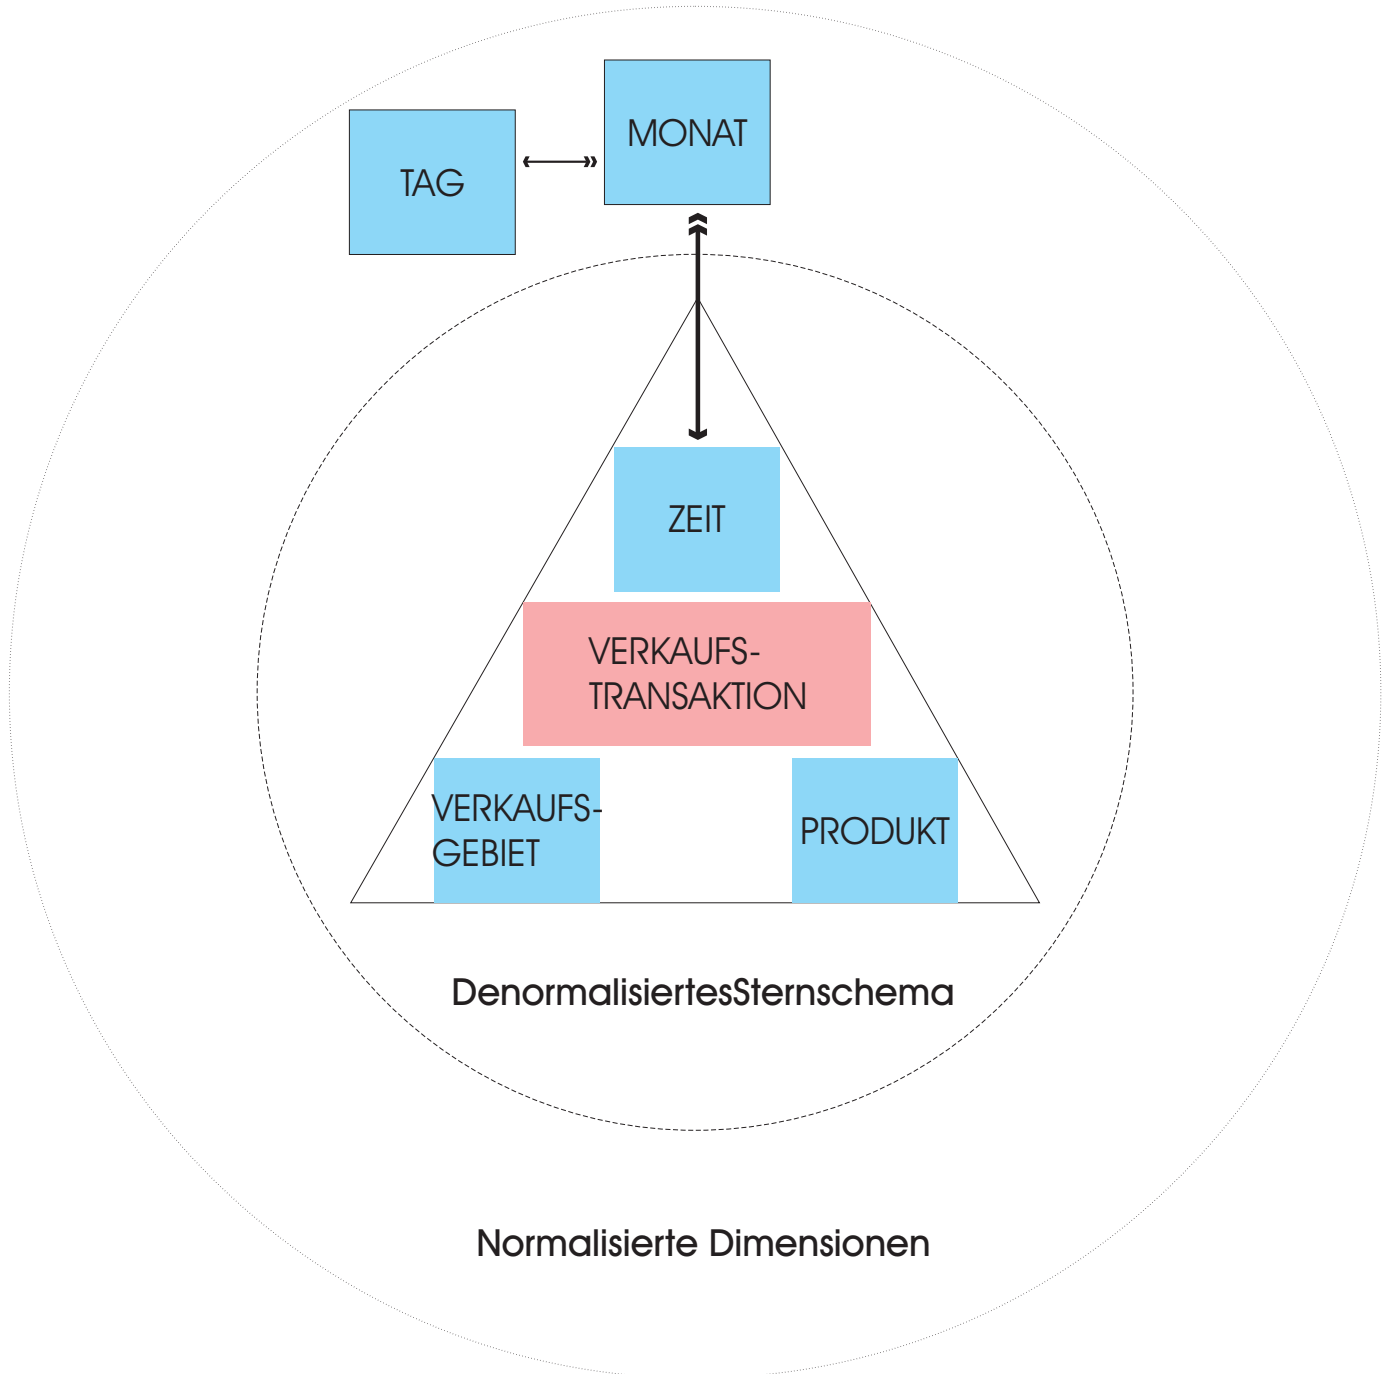 MONAT
TAG
ZEIT
VERKAUFS-
TRANSAKTION
VERKAUFS-
GEBIET
PRODUKT
DenormalisiertesSternschema
Normalisierte Dimensionen